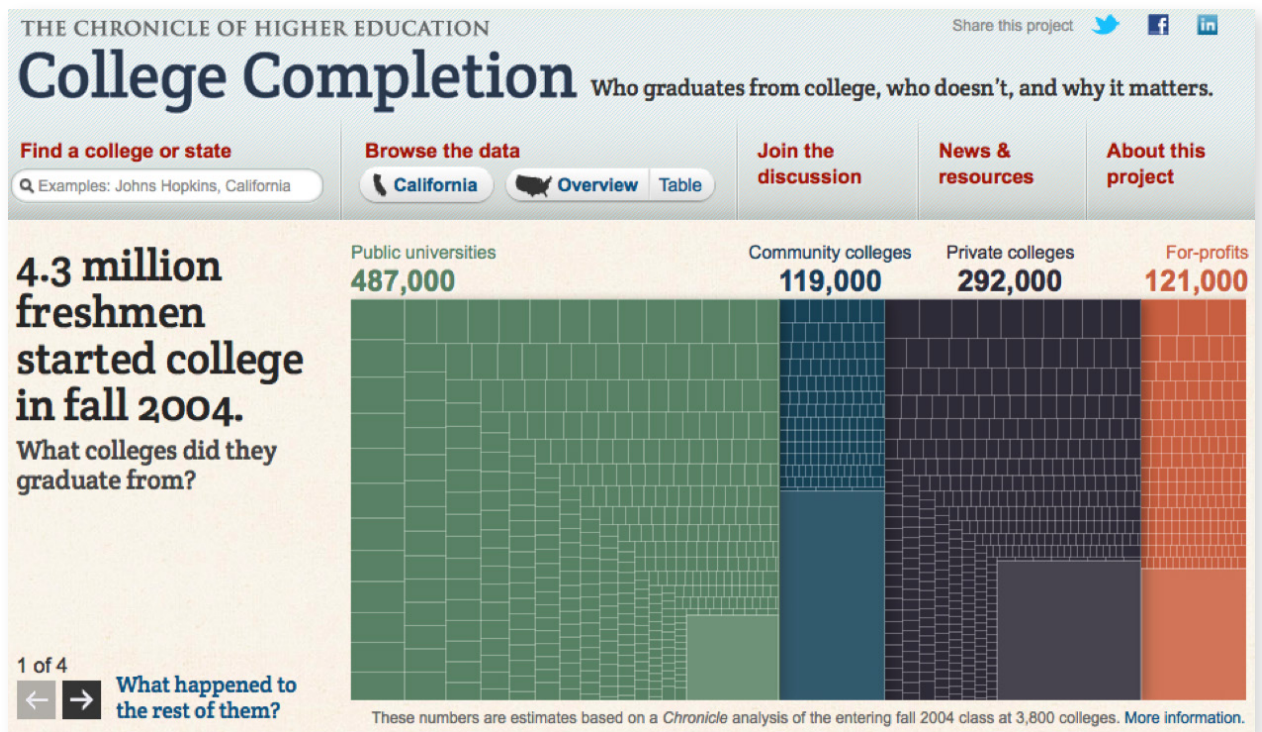 THE CHRONICLE OF HIGHER EDUCATION
Share this project
College Completion Who graduates from college, who doesn't, and why it matters.
Find a college or state
Examples: Johns Hopkins, California
Browse the data
California
Overview
Table
Join the
discussion
News &
resources
About this
project
4.3 million
freshmen
started college
in fall 2004.
What colleges did they
graduate from?
1 of 4
What happened to
the rest of them?
Public universities
487,000
Community colleges
119,000
Private colleges
292,000
For-profits
121,000
These numbers are estimates based on a Chronicle analysis of the entering fall 2004 class at 3,800 colleges. More information.